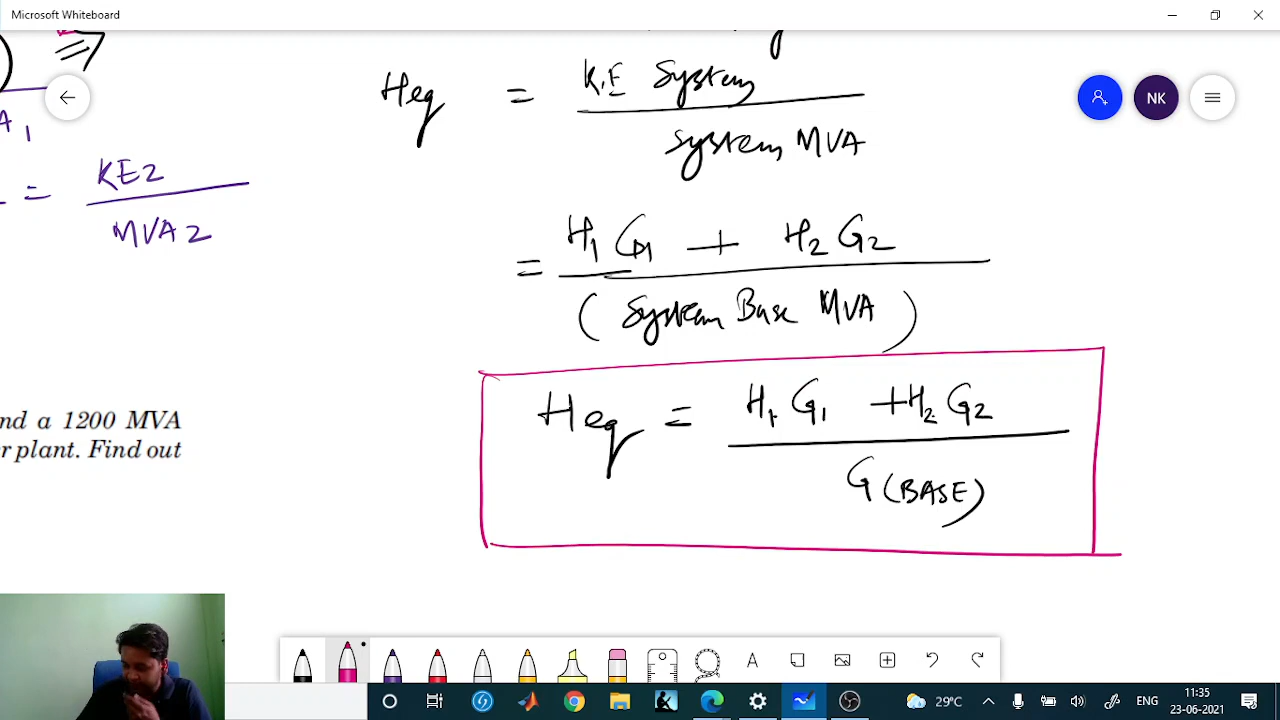 Microsoft Whiteboard
⇒
Heq = K.E System
system MVA
NK
A1
= KE2
MVA2
= H1 G1 + H2 G2
(System Base MVA)
Heq = H1 G1 + H2 G2
G(BASE)
nd a 1200 MVA
r plant. Find out
A
29°C
ENG
11:35
23-06-2021